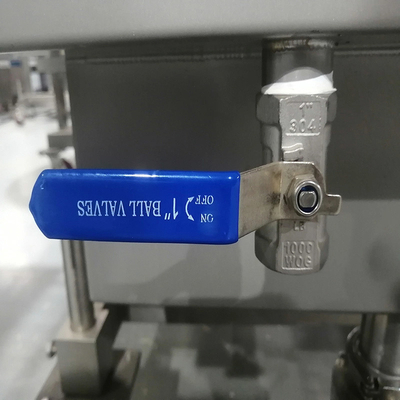 1"
304
ON
OFF
1" BALL VALVES
1000
WOG